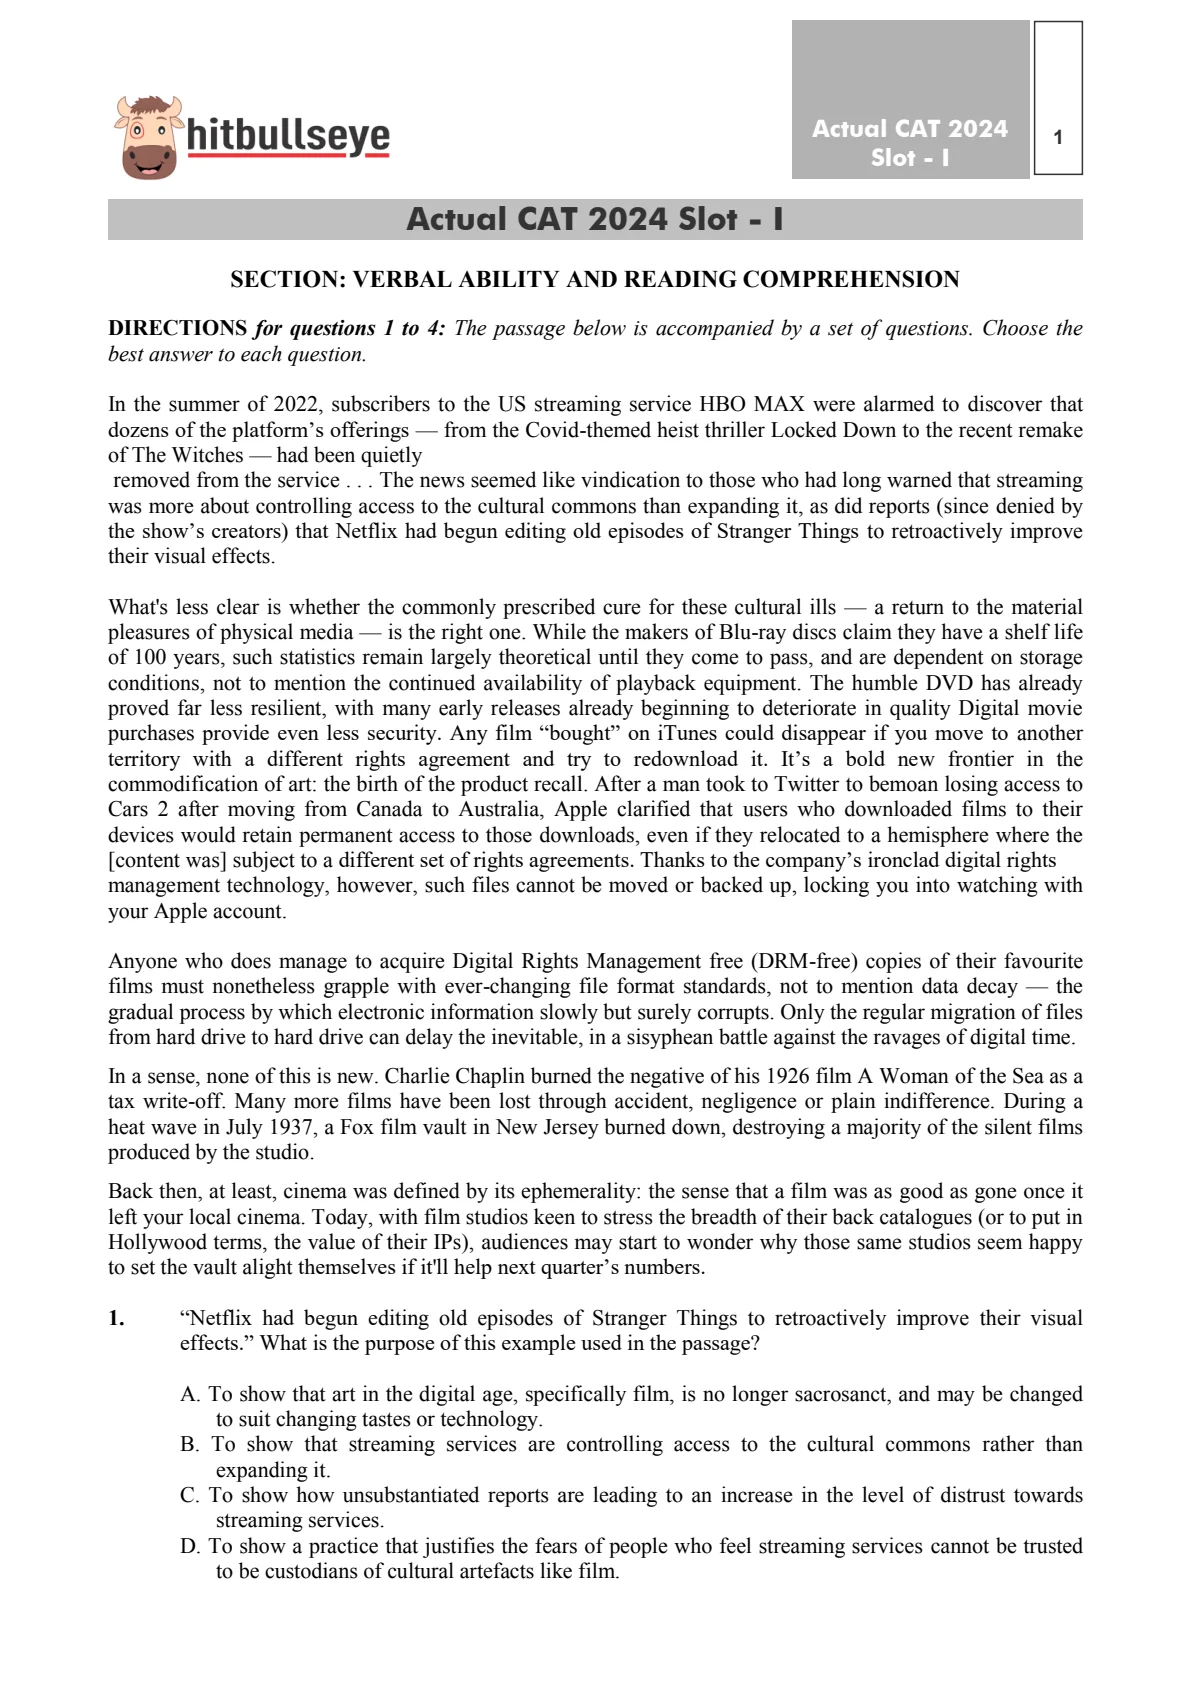 hitbullseye
Actual CAT 2024
Slot - I
1
Actual CAT 2024 Slot - I
SECTION: VERBAL ABILITY AND READING COMPREHENSION
DIRECTIONS for questions 1 to 4: The passage below is accompanied by a set of questions. Choose the
best answer to each question.
In the summer of 2022, subscribers to the US streaming service HBO MAX were alarmed to discover that
dozens of the platform’s offerings — from the Covid-themed heist thriller Locked Down to the recent remake
of The Witches — had been quietly
removed from the service . . . The news seemed like vindication to those who had long warned that streaming
was more about controlling access to the cultural commons than expanding it, as did reports (since denied by
the show’s creators) that Netflix had begun editing old episodes of Stranger Things to retroactively improve
their visual effects.
What's less clear is whether the commonly prescribed cure for these cultural ills — a return to the material
pleasures of physical media — is the right one. While the makers of Blu-ray discs claim they have a shelf life
of 100 years, such statistics remain largely theoretical until they come to pass, and are dependent on storage
conditions, not to mention the continued availability of playback equipment. The humble DVD has already
proved far less resilient, with many early releases already beginning to deteriorate in quality Digital movie
purchases provide even less security. Any film “bought” on iTunes could disappear if you move to another
territory with a different rights agreement and try to redownload it. It’s a bold new frontier in the
commodification of art: the birth of the product recall. After a man took to Twitter to bemoan losing access to
Cars 2 after moving from Canada to Australia, Apple clarified that users who downloaded films to their
devices would retain permanent access to those downloads, even if they relocated to a hemisphere where the
[content was] subject to a different set of rights agreements. Thanks to the company’s ironclad digital rights
management technology, however, such files cannot be moved or backed up, locking you into watching with
your Apple account.
Anyone who does manage to acquire Digital Rights Management free (DRM-free) copies of their favourite
films must nonetheless grapple with ever-changing file format standards, not to mention data decay — the
gradual process by which electronic information slowly but surely corrupts. Only the regular migration of files
from hard drive to hard drive can delay the inevitable, in a sisyphean battle against the ravages of digital time.
In a sense, none of this is new. Charlie Chaplin burned the negative of his 1926 film A Woman of the Sea as a
tax write-off. Many more films have been lost through accident, negligence or plain indifference. During a
heat wave in July 1937, a Fox film vault in New Jersey burned down, destroying a majority of the silent films
produced by the studio.
Back then, at least, cinema was defined by its ephemerality: the sense that a film was as good as gone once it
left your local cinema. Today, with film studios keen to stress the breadth of their back catalogues (or to put in
Hollywood terms, the value of their IPs), audiences may start to wonder why those same studios seem happy
to set the vault alight themselves if it'll help next quarter’s numbers.
1. “Netflix had begun editing old episodes of Stranger Things to retroactively improve their visual
effects.” What is the purpose of this example used in the passage?
A. To show that art in the digital age, specifically film, is no longer sacrosanct, and may be changed
to suit changing tastes or technology.
B. To show that streaming services are controlling access to the cultural commons rather than
expanding it.
C. To show how unsubstantiated reports are leading to an increase in the level of distrust towards
streaming services.
D. To show a practice that justifies the fears of people who feel streaming services cannot be trusted
to be custodians of cultural artefacts like film.